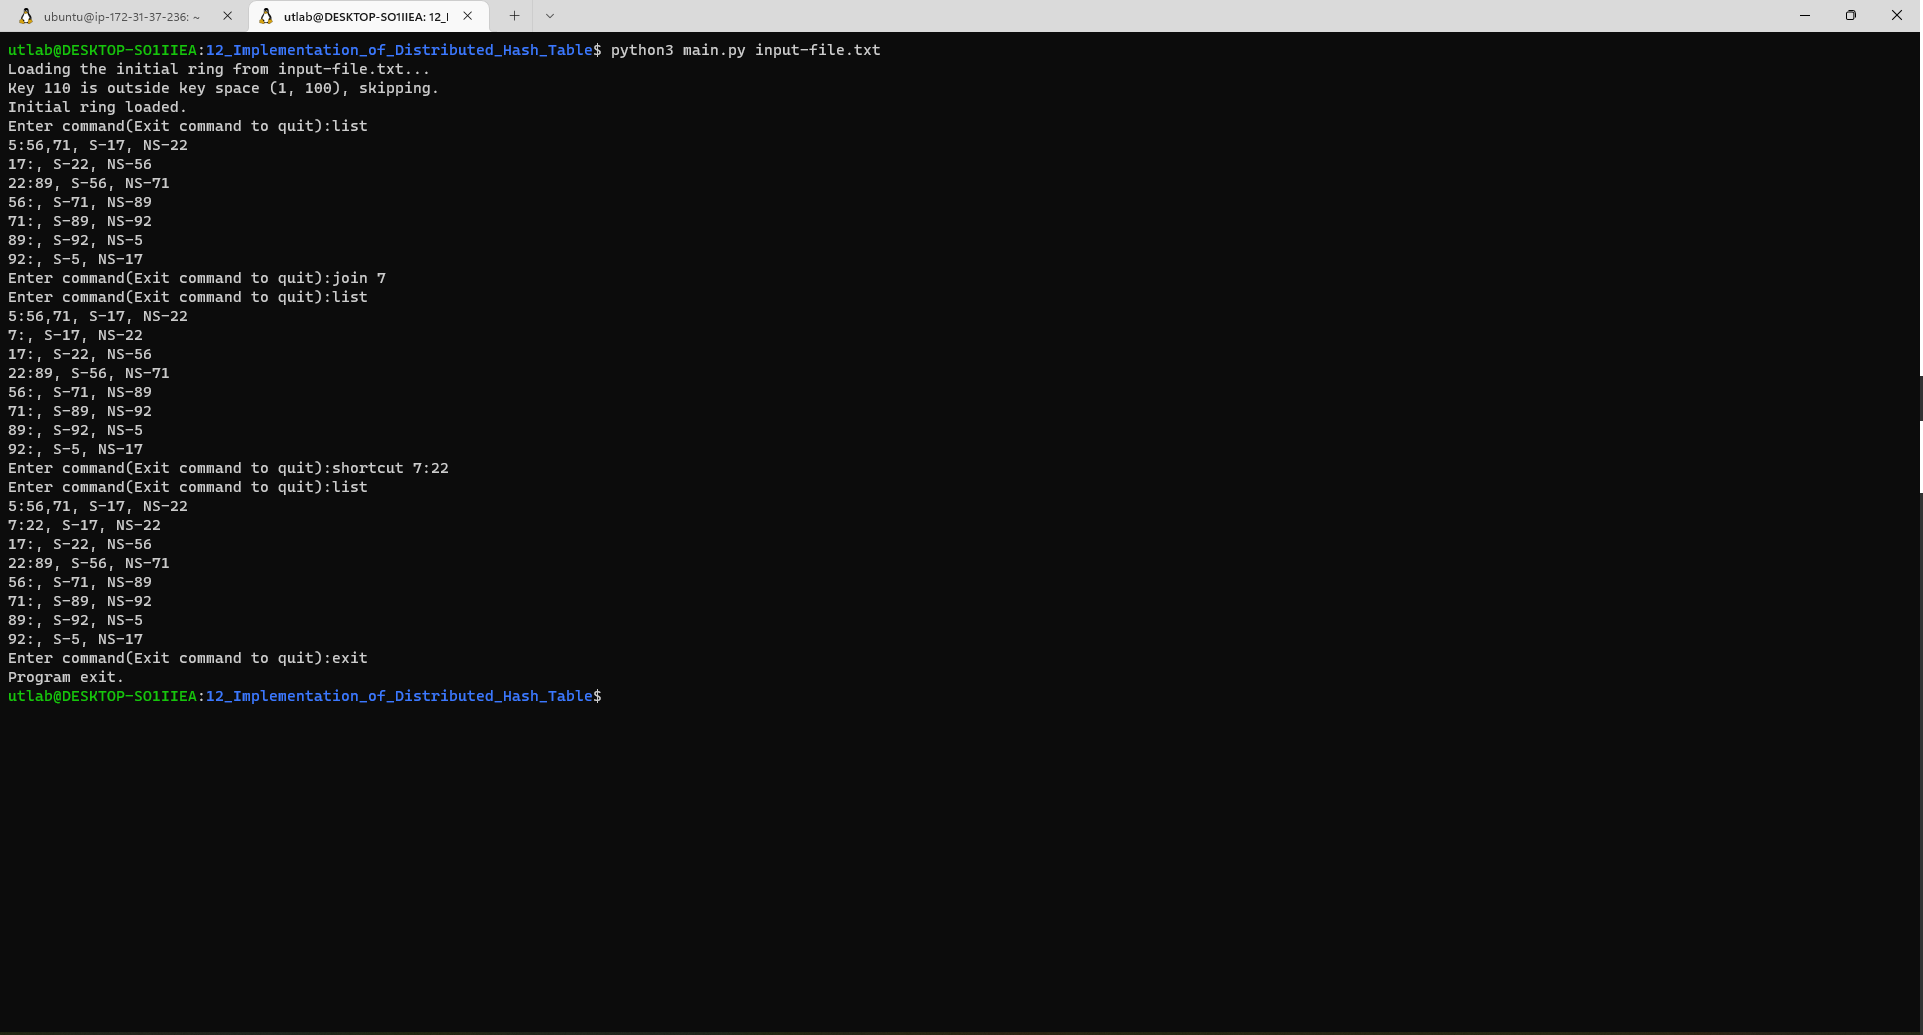 ubuntu@ip-172-31-37-236: ~
utlab@DESKTOP-SO1IIEA: 12_I
utlab@DESKTOP-SO1IIEA:12_Implementation_of_Distributed_Hash_Table$ python3 main.py input-file.txt
Loading the initial ring from input-file.txt...
Key 110 is outside key space (1, 100), skipping.
Initial ring loaded.
Enter command(Exit command to quit):list
5:56,71, S-17, NS-22
17:, S-22, NS-56
22:89, S-56, NS-71
56:, S-71, NS-89
71:, S-89, NS-92
89:, S-92, NS-5
92:, S-5, NS-17
Enter command(Exit command to quit):join 7
Enter command(Exit command to quit):list
5:56,71, S-17, NS-22
7:, S-17, NS-22
17:, S-22, NS-56
22:89, S-56, NS-71
56:, S-71, NS-89
71:, S-89, NS-92
89:, S-92, NS-5
92:, S-5, NS-17
Enter command(Exit command to quit):shortcut 7:22
Enter command(Exit command to quit):list
5:56,71, S-17, NS-22
7:22, S-17, NS-22
17:, S-22, NS-56
22:89, S-56, NS-71
56:, S-71, NS-89
71:, S-89, NS-92
89:, S-92, NS-5
92:, S-5, NS-17
Enter command(Exit command to quit):exit
Program exit.
utlab@DESKTOP-SO1IIEA:12_Implementation_of_Distributed_Hash_Table$